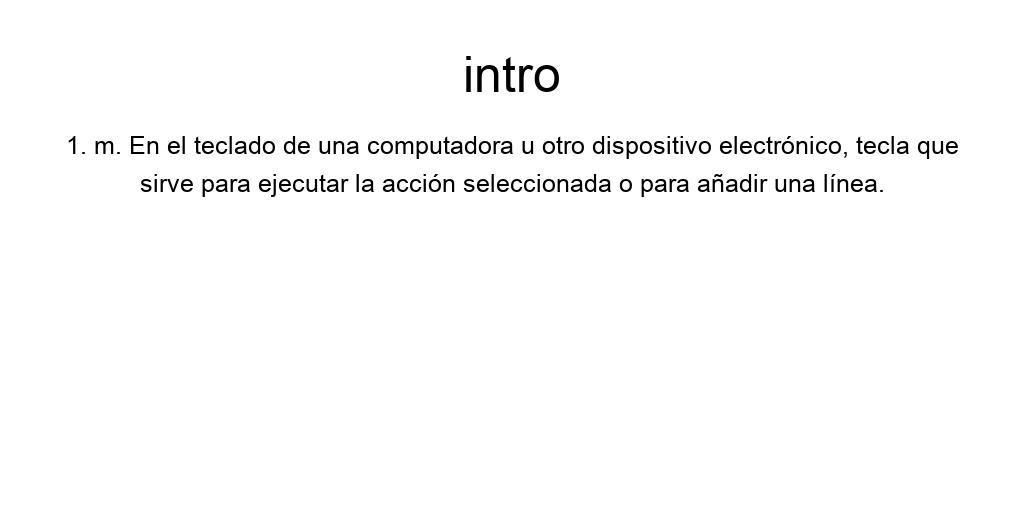 intro
1. m. En el teclado de una computadora u otro dispositivo electrónico, tecla que
sirve para ejecutar la acción seleccionada o para añadir una línea.